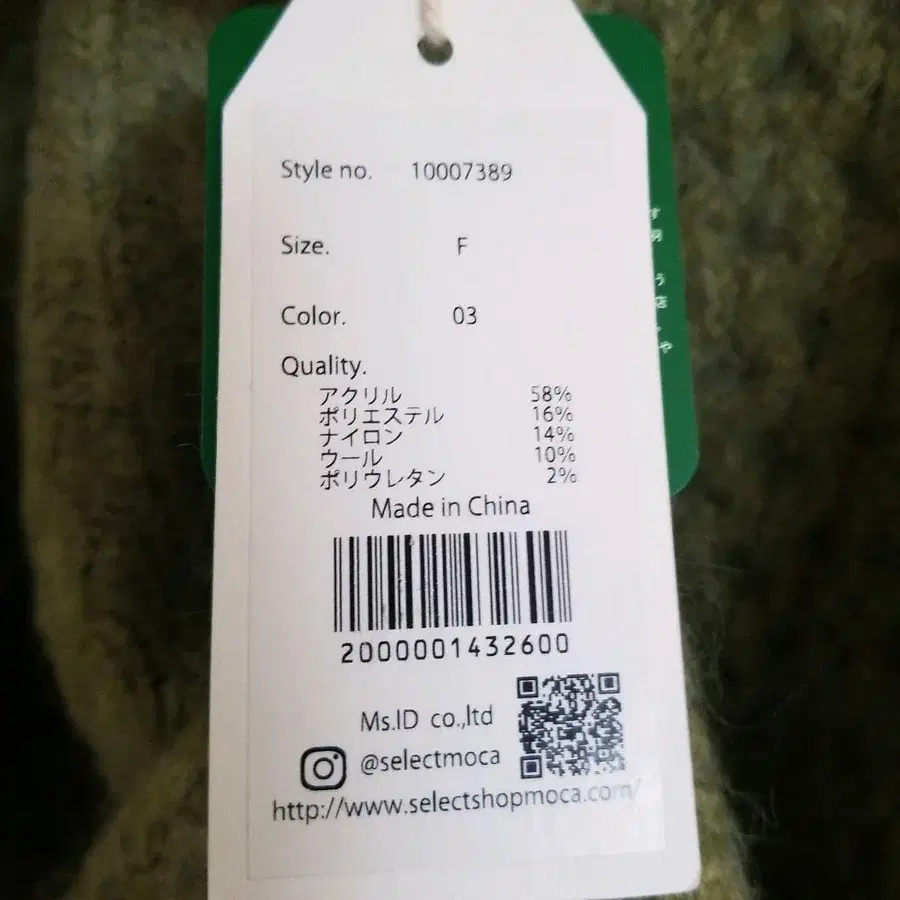 Style no. 10007389
Size. F
Color. 03
Quality.
アクリル 58%
ポリエステル 16%
ナイロン 14%
ウール 10%
ポリウレタン 2%
Made in China
2000001432600
Ms.ID co.,ltd
@selectmoca
http://www.selectshopmoca.com/